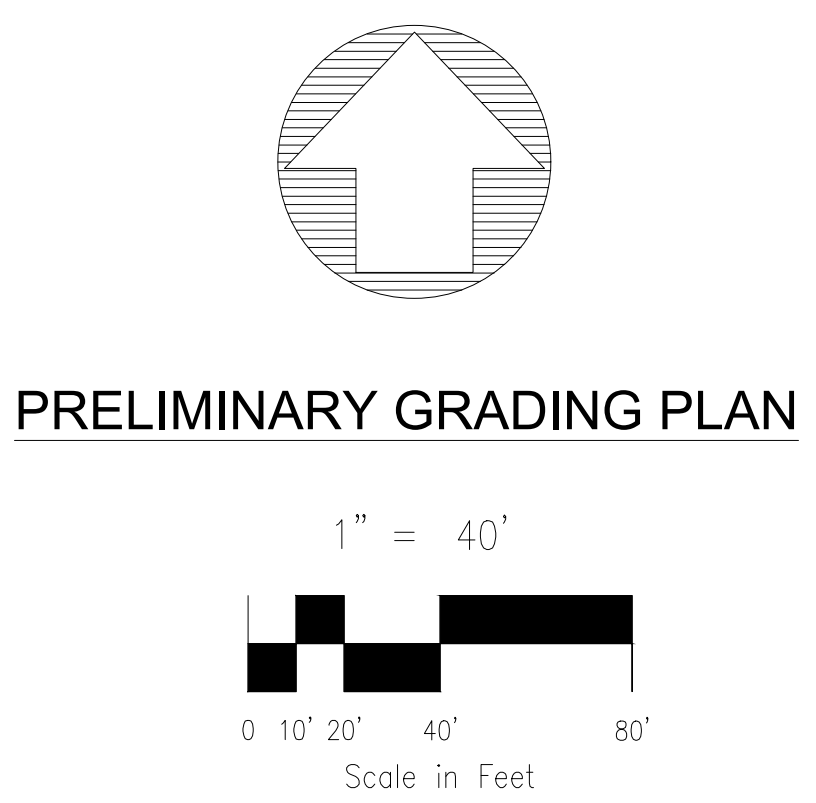 PRELIMINARY GRADING PLAN
1" = 40'
0 10' 20' 40' 80'
Scale in Feet